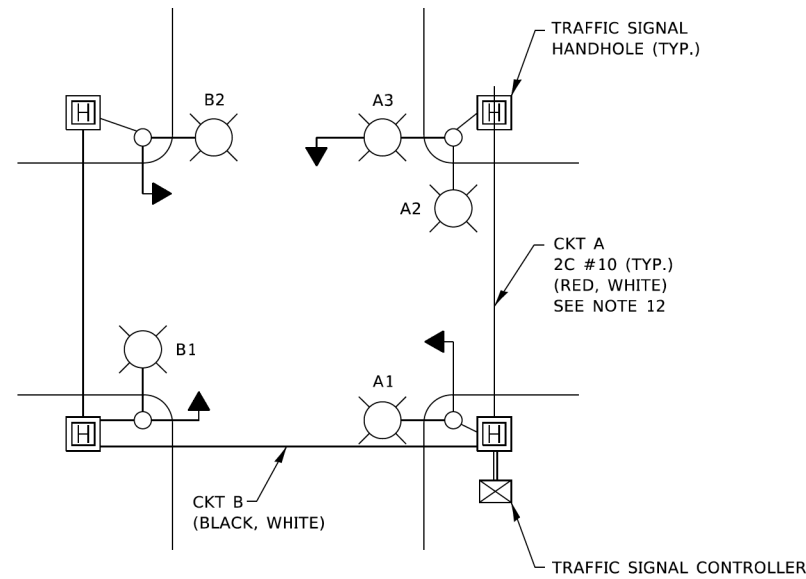 TRAFFIC SIGNAL
HANDHOLE (TYP.)
H
B2
A3
H
A2
CKT A
2C #10 (TYP.)
(RED, WHITE)
SEE NOTE 12
B1
A1
H
H
CKT B
(BLACK, WHITE)
TRAFFIC SIGNAL CONTROLLER